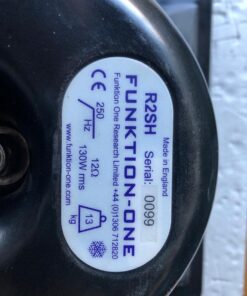 Made in England
R2SH Serial: 0099
FUNKTION-ONE
Funktion One Research Limited +44 (0)1306 712820
CE 250 Hz 12Ω 130W rms
www.funktion-one.com
13 kg